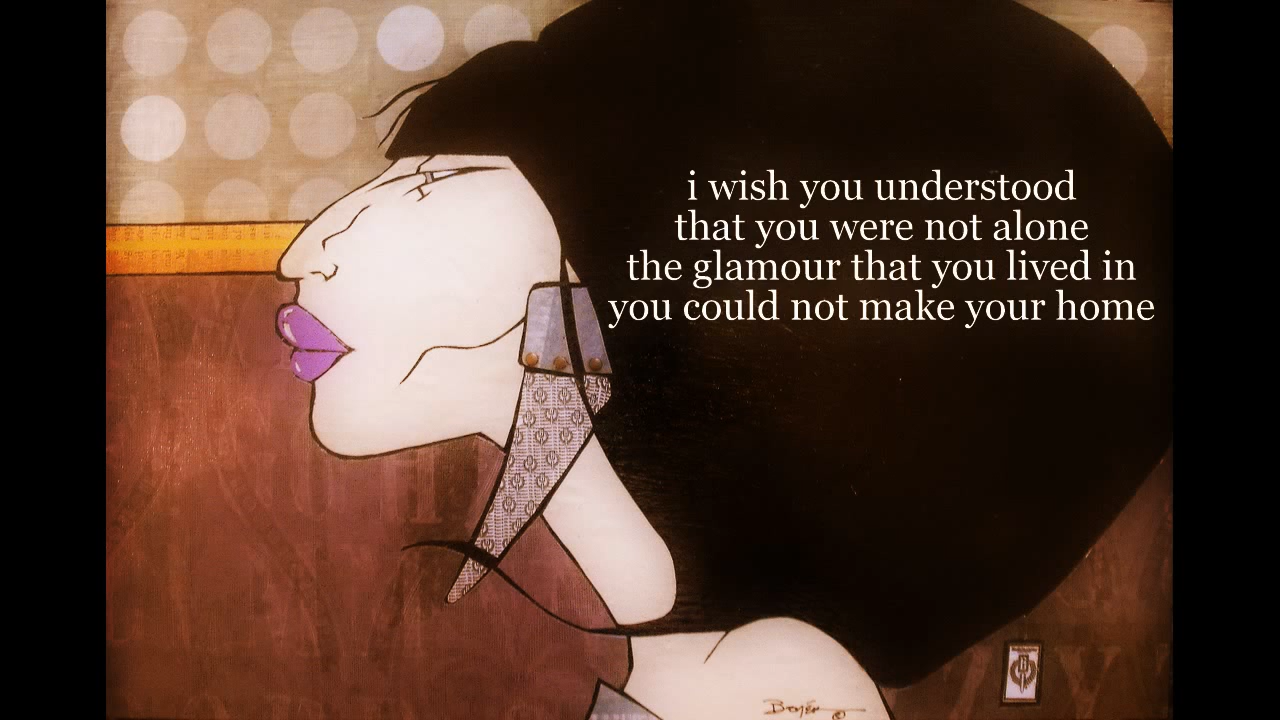 i wish you understood
that you were not alone
the glamour that you lived in
you could not make your home